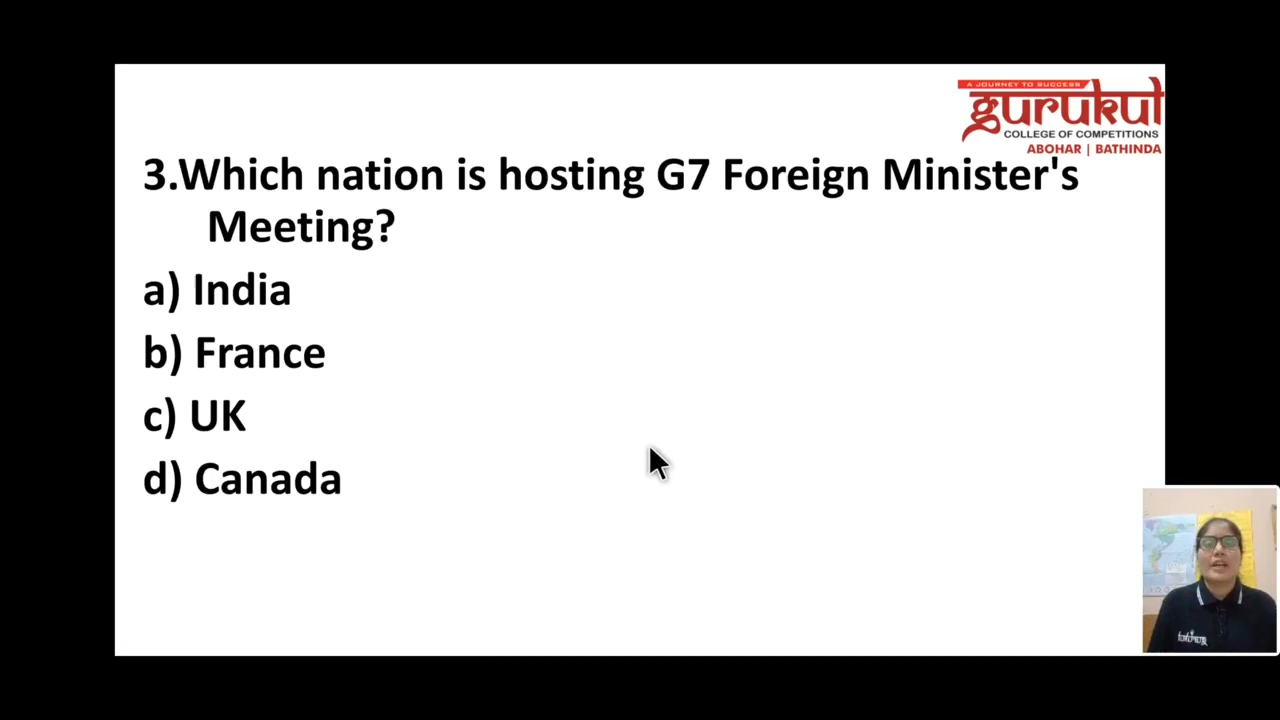 A JOURNEY TO SUCCESS
gurukul
COLLEGE OF COMPETITIONS
ABOHAR | BATHINDA
3.Which nation is hosting G7 Foreign Minister's
Meeting?
a) India
b) France
c) UK
d) Canada